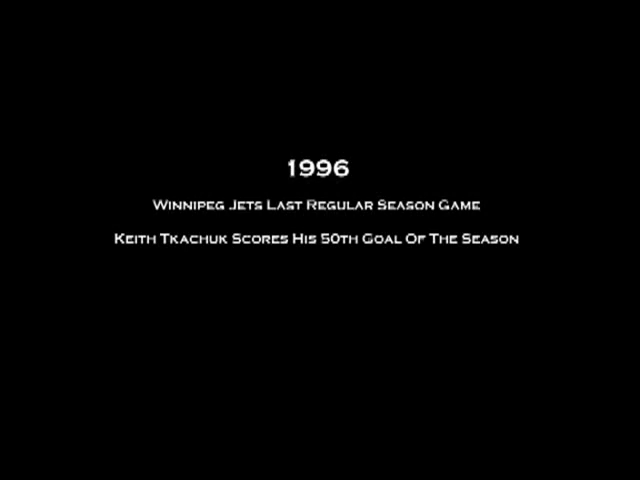 1996
Winnipeg Jets Last Regular Season Game
Keith Tkachuk Scores His 50th Goal Of The Season